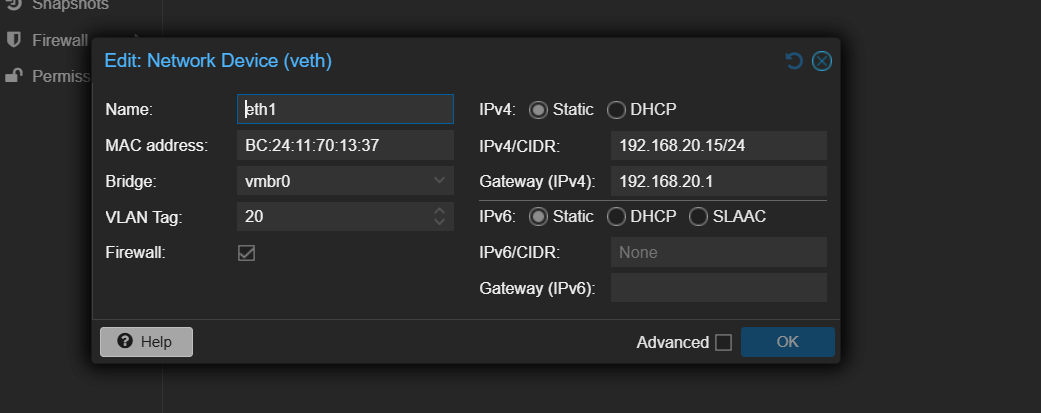 Snapshots
Firewall
Permiss
Edit: Network Device (veth)
Name: eth1
MAC address: BC:24:11:70:13:37
Bridge: vmbr0
VLAN Tag: 20
Firewall:
IPv4: Static DHCP
IPv4/CIDR: 192.168.20.15/24
Gateway (IPv4): 192.168.20.1
IPv6: Static DHCP SLAAC
IPv6/CIDR: None
Gateway (IPv6):
Help
Advanced OK